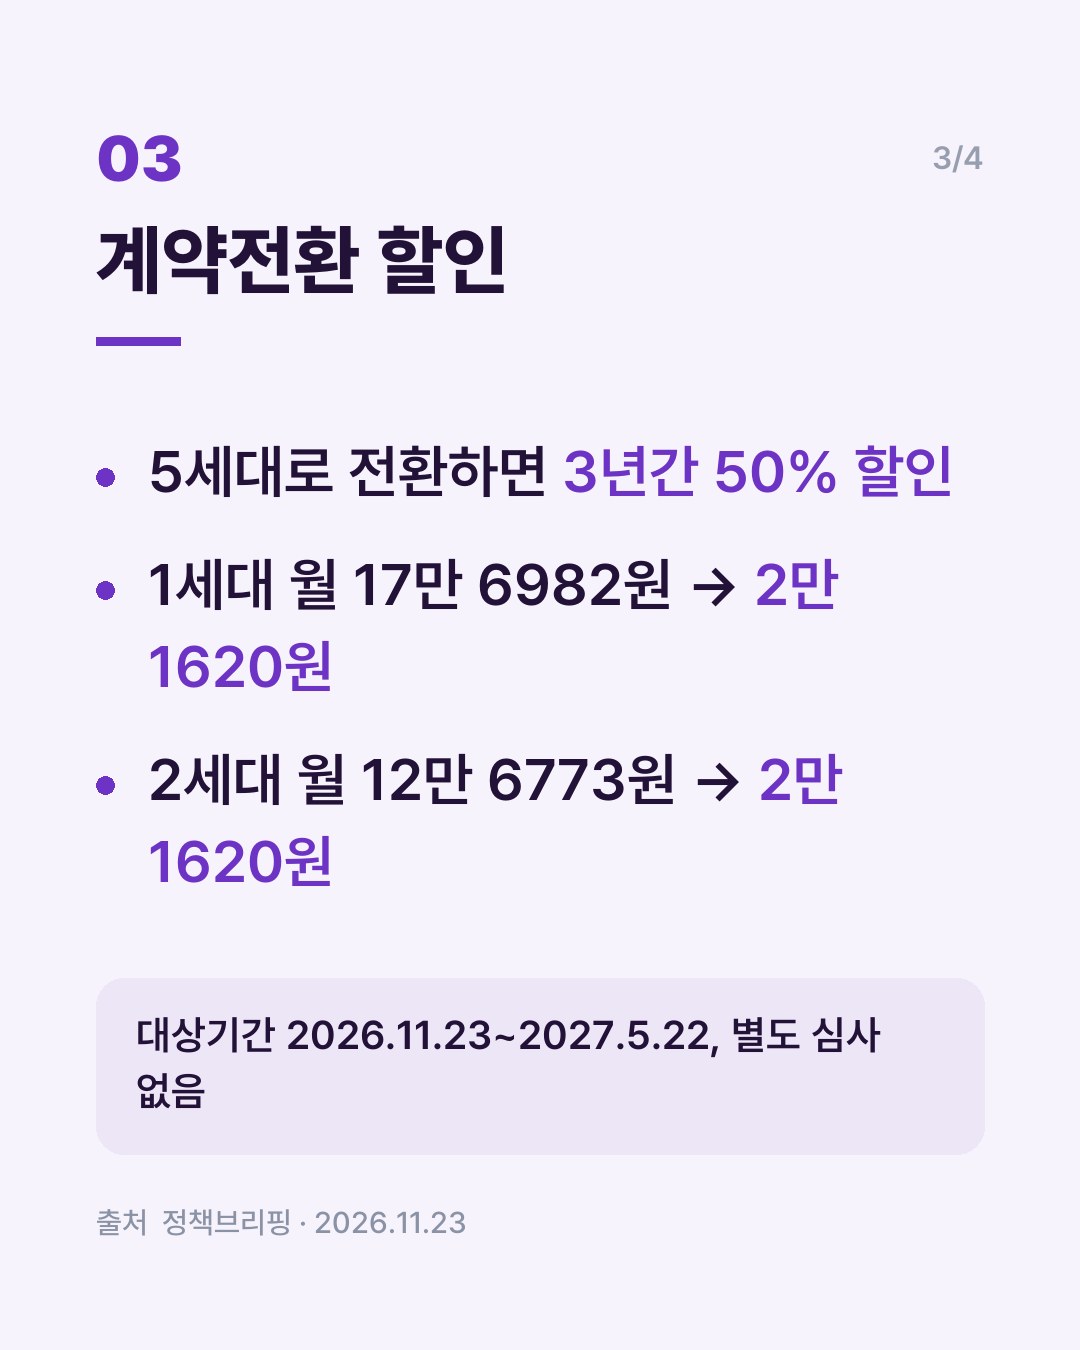 03
3/4
계약전환 할인
• 5세대로 전환하면 3년간 50% 할인
• 1세대 월 17만 6982원 → 2만
1620원
• 2세대 월 12만 6773원 → 2만
1620원
대상기간 2026.11.23~2027.5.22, 별도 심사
없음
출처 정책브리핑 · 2026.11.23